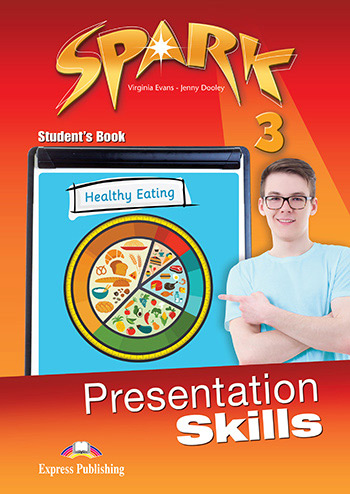 SPARK
Virginia Evans - Jenny Dooley
3
Student's Book
Healthy Eating
Presentation
Skills
Express Publishing